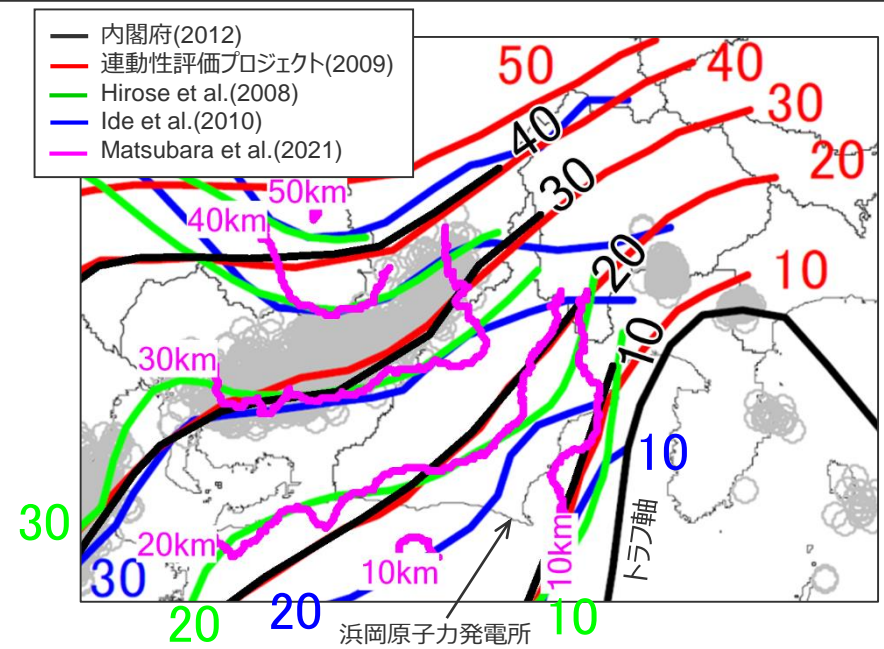 内閣府(2012)
連動性評価プロジェクト(2009)
Hirose et al.(2008)
Ide et al.(2010)
Matsubara et al.(2021)
50
40
30
20
10
40
30
20
10
50km
40km
30km
20km
10km
10km
10
トラフ軸
30
30
20
20
10
浜岡原子力発電所